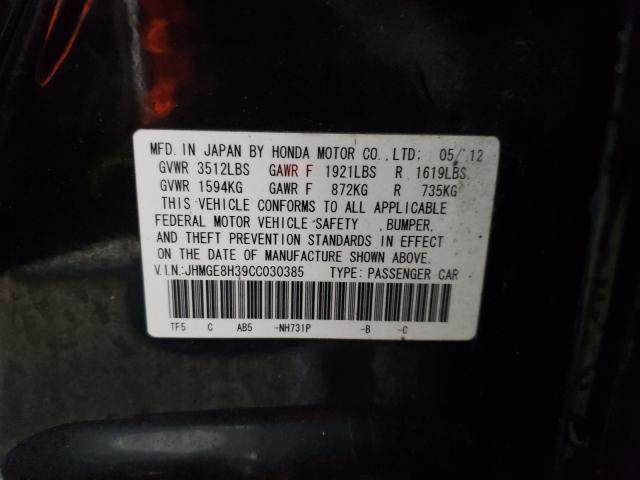 MFD. IN JAPAN BY HONDA MOTOR CO.,LTD: 05/'12
GVWR 3512LBS GAWR F 1921LBS R 1619LBS
GVWR 1594KG GAWR F 872KG R 735KG
THIS VEHICLE CONFORMS TO ALL APPLICABLE
FEDERAL MOTOR VEHICLE SAFETY ,BUMPER,
AND THEFT PREVENTION STANDARDS IN EFFECT
ON THE DATE OF MANUFACTURE SHOWN ABOVE.
V.I.N:JHMGE8H39CC030385 TYPE: PASSENGER CAR
TF5 C AB5 -NH731P -B -C